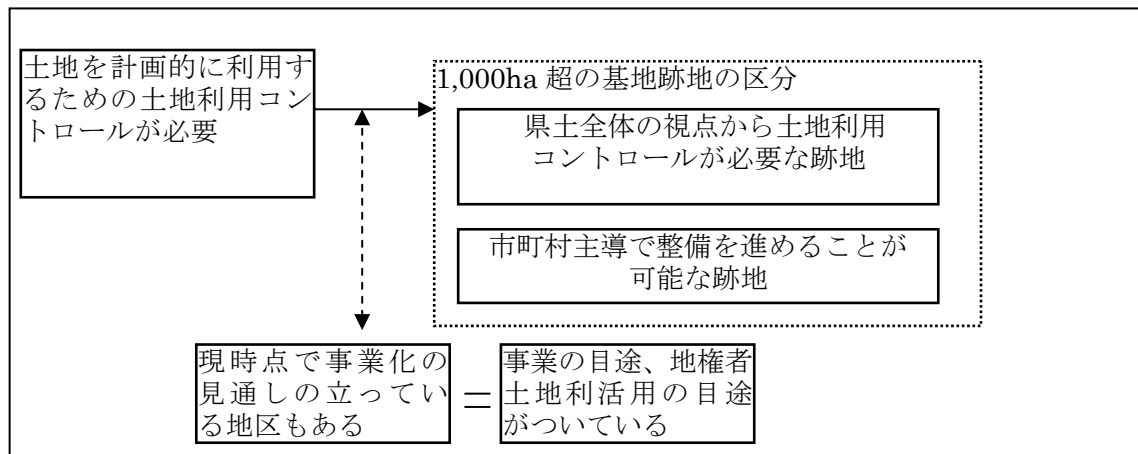 土地を計画的に利用す
るための土地利用コン
トロールが必要
1,000ha 超の基地跡地の区分
県土全体の視点から土地利用
コントロールが必要な跡地
市町村主導で整備を進めることが
可能な跡地
現時点で事業化の
見通しの立ってい
る地区もある
＝
事業の目途、地権者
土地利活用の目途
がついている